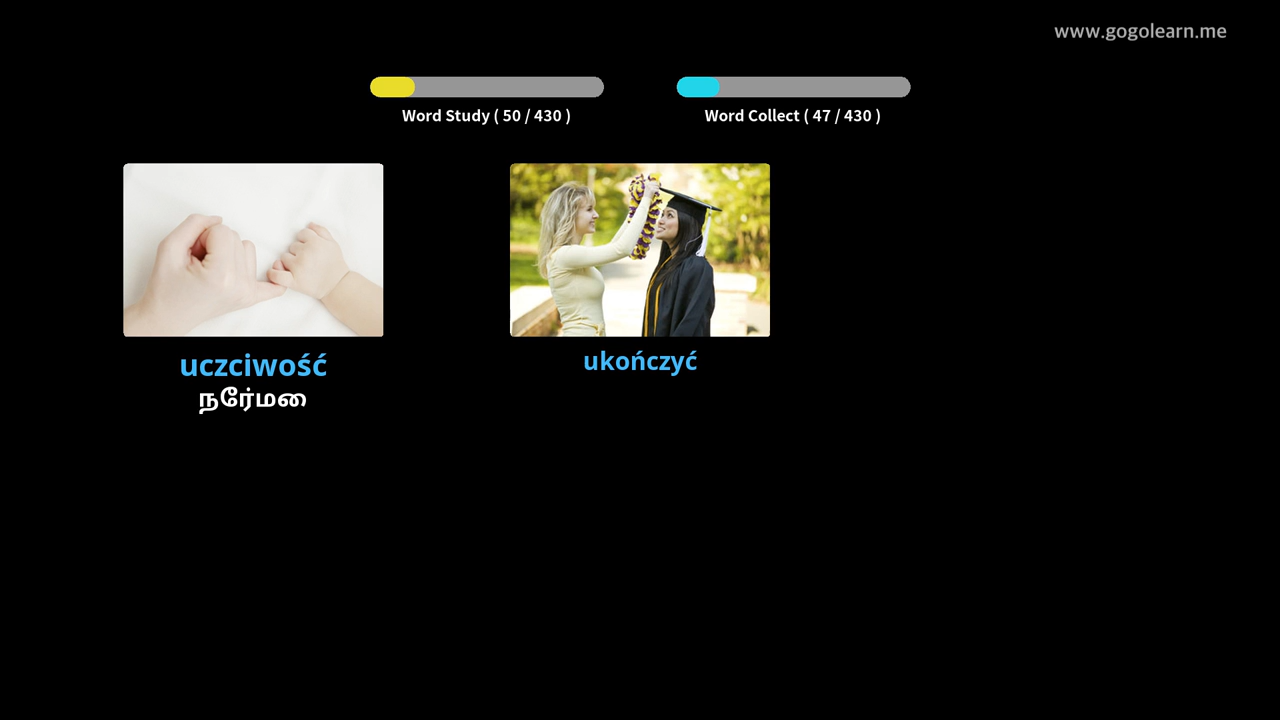 www.gogolearn.me
Word Study ( 50 / 430 )
Word Collect ( 47 / 430 )
uczciwość
நேர்மை
ukończyć